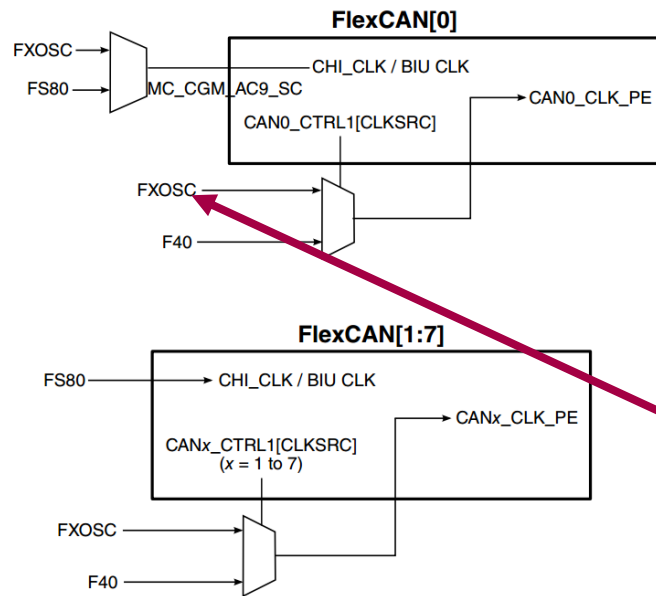 FlexCAN[0]
FXOSC
CHI_CLK / BIU CLK
FS80
MC_CGM_AC9_SC
CAN0_CLK_PE
CAN0_CTRL1[CLKSRC]
FXOSC
F40
FlexCAN[1:7]
FS80
CHI_CLK / BIU CLK
CANx_CLK_PE
CANx_CTRL1[CLKSRC]
(x = 1 to 7)
FXOSC
F40